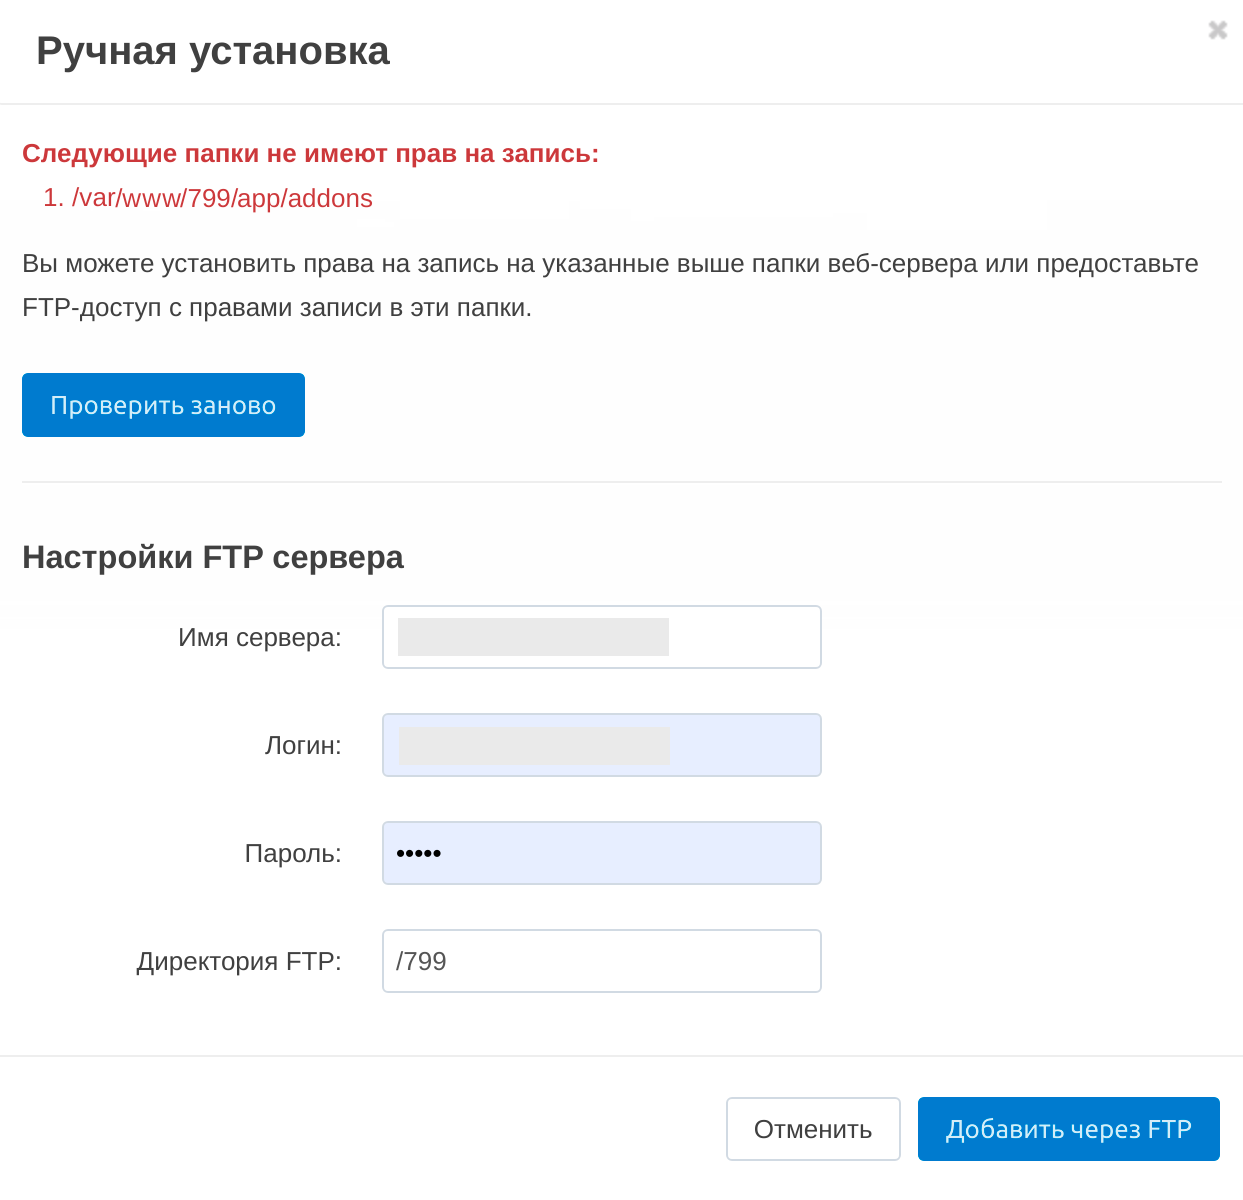 Ручная установка
Следующие папки не имеют прав на запись:
1. /var/www/799/app/addons
Вы можете установить права на запись на указанные выше папки веб-сервера или предоставьте
FTP-доступ с правами записи в эти папки.
Проверить заново
Настройки FTP сервера
Имя сервера:
Логин:
Пароль: •••••
Директория FTP: /799
Отменить Добавить через FTP